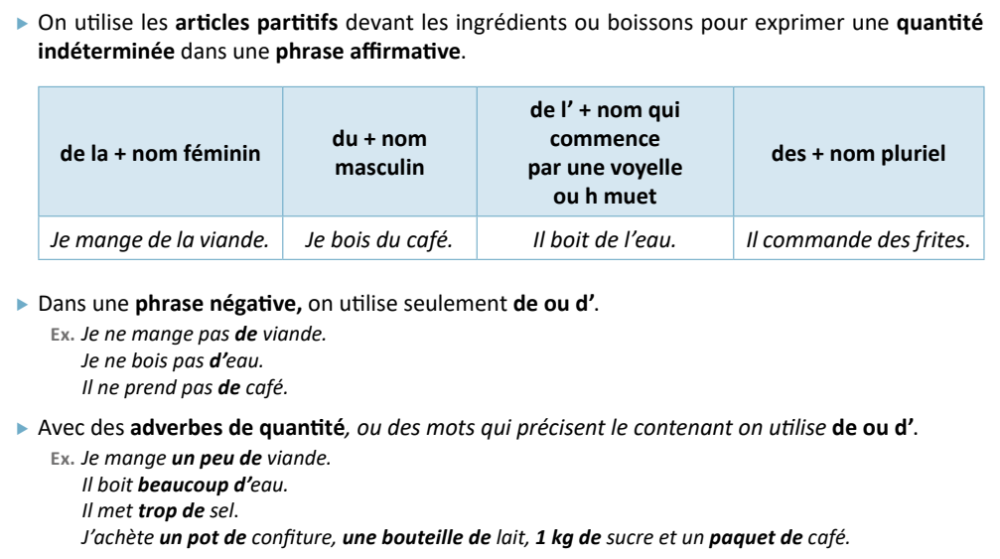 ▶ On utilise les articles partitifs devant les ingrédients ou boissons pour exprimer une quantité
indéterminée dans une phrase affirmative.
de la + nom féminin
du + nom
masculin
de l’ + nom qui
commence
par une voyelle
ou h muet
des + nom pluriel
Je mange de la viande.
Je bois du café.
Il boit de l’eau.
Il commande des frites.
▶ Dans une phrase négative, on utilise seulement de ou d’.
Ex. Je ne mange pas de viande.
Je ne bois pas d’eau.
Il ne prend pas de café.
▶ Avec des adverbes de quantité, ou des mots qui précisent le contenant on utilise de ou d’.
Ex. Je mange un peu de viande.
Il boit beaucoup d’eau.
Il met trop de sel.
J’achète un pot de confiture, une bouteille de lait, 1 kg de sucre et un paquet de café.